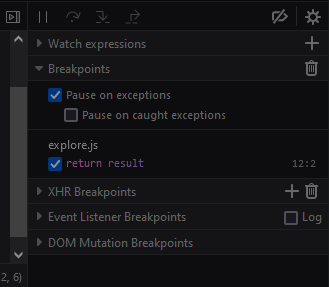 Watch expressions
Breakpoints
Pause on exceptions
Pause on caught exceptions
explore.js
return result 12:2
XHR Breakpoints
Event Listener Breakpoints Log
DOM Mutation Breakpoints
2, 6)